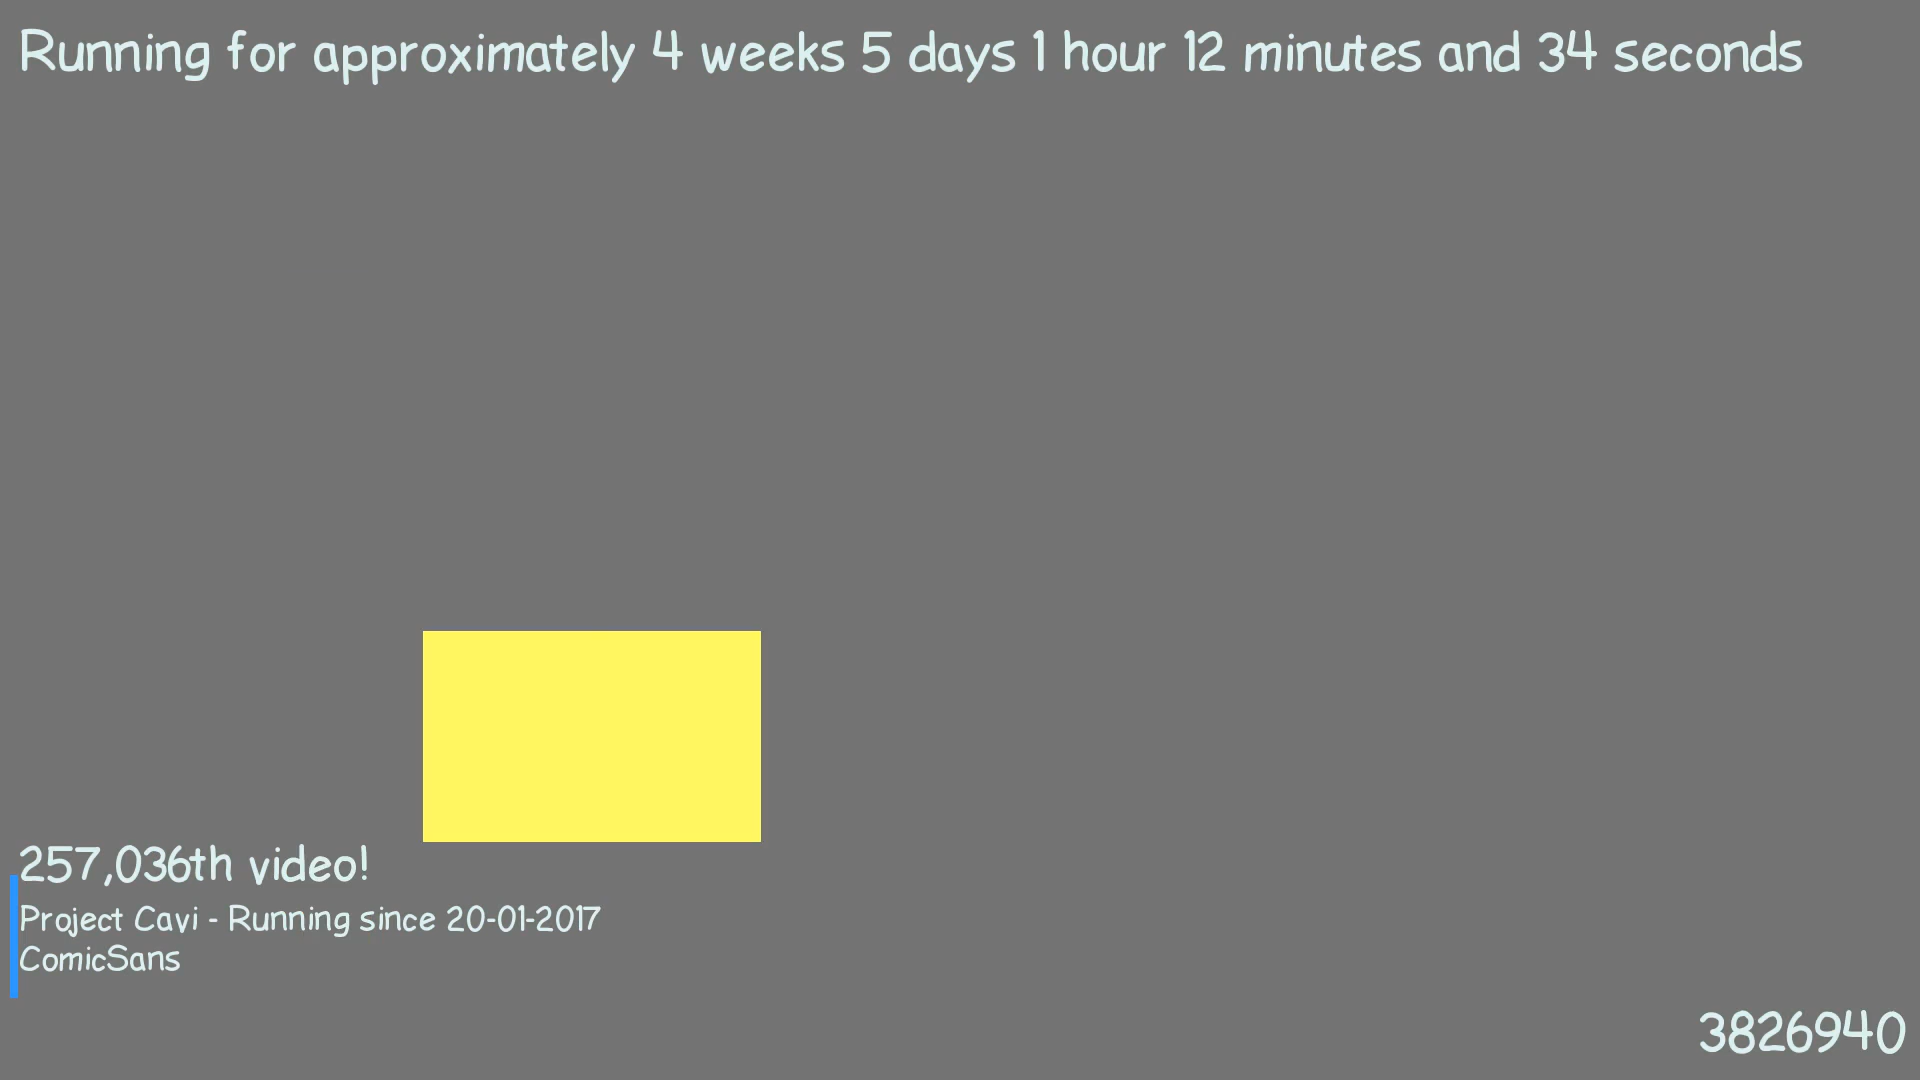 Running for approximately 4 weeks 5 days 1 hour 12 minutes and 34 seconds
257,036th video!
Project Cavi - Running since 20-01-2017
ComicSans
3826940